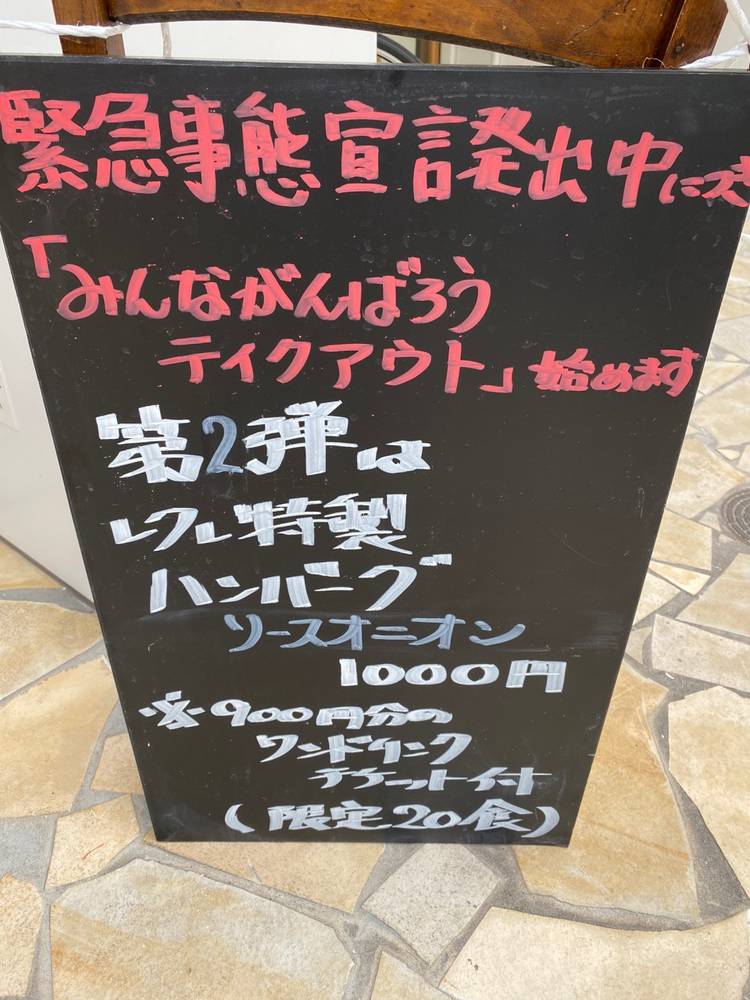 緊急事態宣言発出中につき
「みんながんばろう
ティクアウト」始めます
第2弾は
レクレ特製
ハンバーグ
ソースオニオン
1000円
※900円分の
ワンドリンク
チケット付
(限定20食)